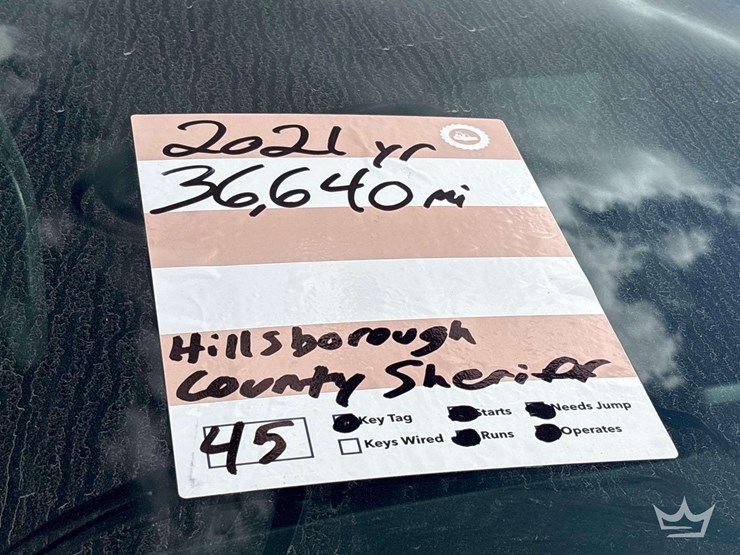 2021 yr
36,640 mi
Hillsborough
County Sheriff
45
Key Tag Starts Needs Jump
Keys Wired Runs Operates